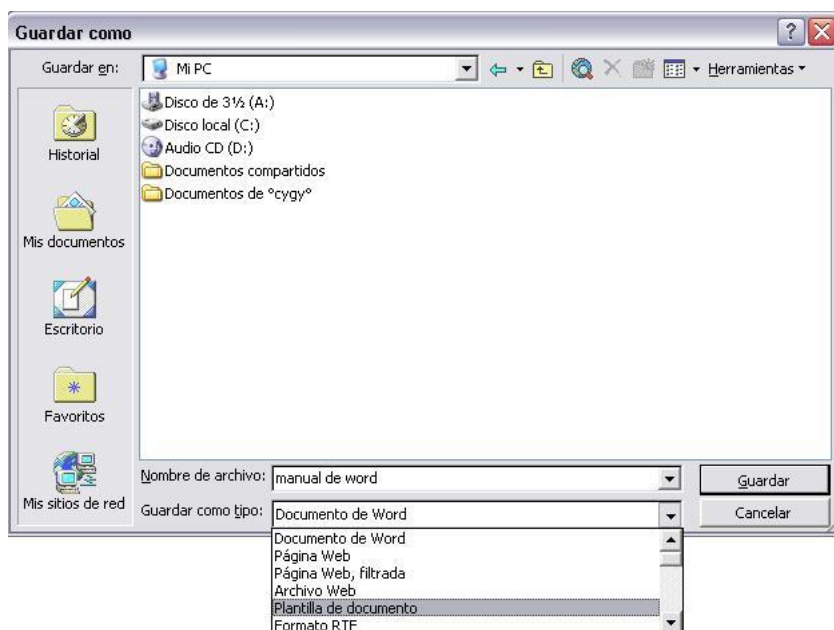 Guardar como
Guardar en:
Mi PC
Herramientas
Disco de 3½ (A:)
Disco local (C:)
Audio CD (D:)
Documentos compartidos
Documentos de °cygy°
Historial
Mis documentos
Escritorio
Favoritos
Mis sitios de red
Nombre de archivo:
manual de word
Guardar
Guardar como tipo:
Documento de Word
Cancelar
Documento de Word
Página Web
Página Web, filtrada
Archivo Web
Plantilla de documento
Formato RTF